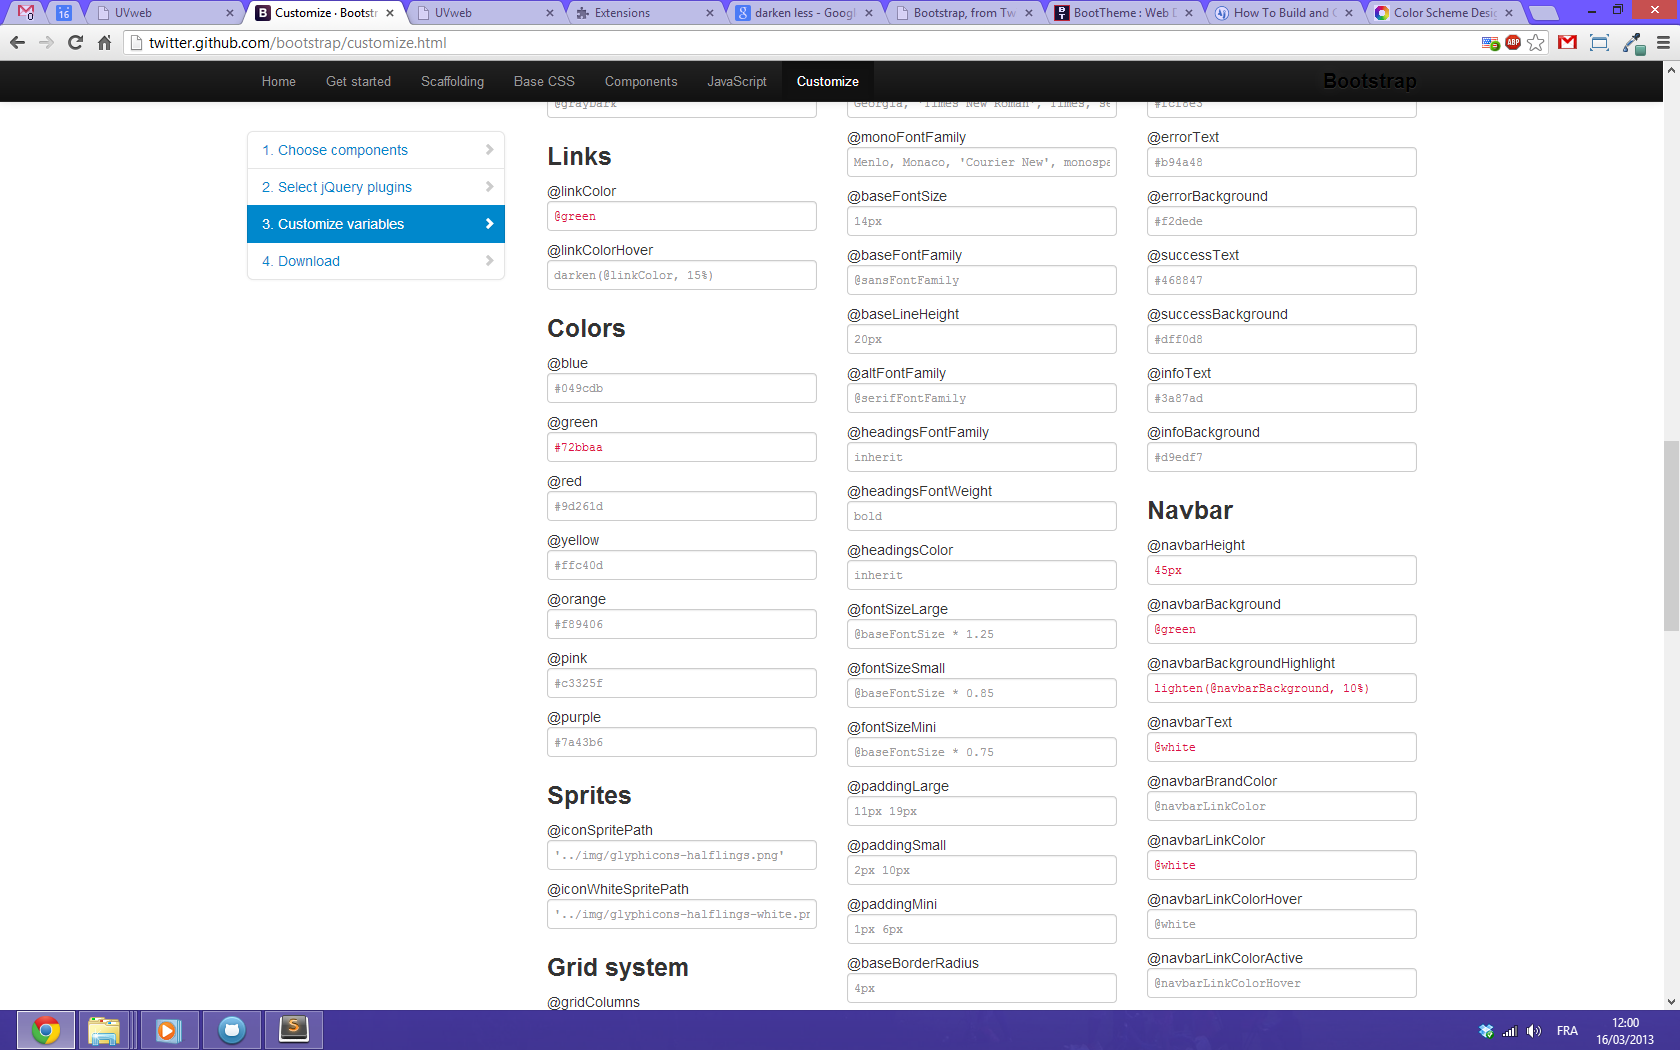 0
16
UVweb
Customize · Bootstr
UVweb
Extensions
darken less - Googl
Bootstrap, from Tw
BootTheme : Web D
How To Build and C
Color Scheme Desig
twitter.github.com/bootstrap/customize.html
ABP
Home
Get started
Scaffolding
Base CSS
Components
JavaScript
Customize
Bootstrap
1. Choose components
2. Select jQuery plugins
3. Customize variables
4. Download
@grayDark
Links
@linkColor
@green
@linkColorHover
darken(@linkColor, 15%)
Colors
@blue
#049cdb
@green
#72bbaa
@red
#9d261d
@yellow
#ffc40d
@orange
#f89406
@pink
#c3325f
@purple
#7a43b6
Sprites
@iconSpritePath
'../img/glyphicons-halflings.png'
@iconWhiteSpritePath
'../img/glyphicons-halflings-white.pr
Grid system
@gridColumns
Georgia, 'Times New Roman', Times, se
@monoFontFamily
Menlo, Monaco, 'Courier New', monospa
@baseFontSize
14px
@baseFontFamily
@sansFontFamily
@baseLineHeight
20px
@altFontFamily
@serifFontFamily
@headingsFontFamily
inherit
@headingsFontWeight
bold
@headingsColor
inherit
@fontSizeLarge
@baseFontSize * 1.25
@fontSizeSmall
@baseFontSize * 0.85
@fontSizeMini
@baseFontSize * 0.75
@paddingLarge
11px 19px
@paddingSmall
2px 10px
@paddingMini
1px 6px
@baseBorderRadius
4px
#fcf8e3
@errorText
#b94a48
@errorBackground
#f2dede
@successText
#468847
@successBackground
#dff0d8
@infoText
#3a87ad
@infoBackground
#d9edf7
Navbar
@navbarHeight
45px
@navbarBackground
@green
@navbarBackgroundHighlight
lighten(@navbarBackground, 10%)
@navbarText
@white
@navbarBrandColor
@navbarLinkColor
@navbarLinkColor
@white
@navbarLinkColorHover
@white
@navbarLinkColorActive
@navbarLinkColorHover
FRA
12:00
16/03/2013